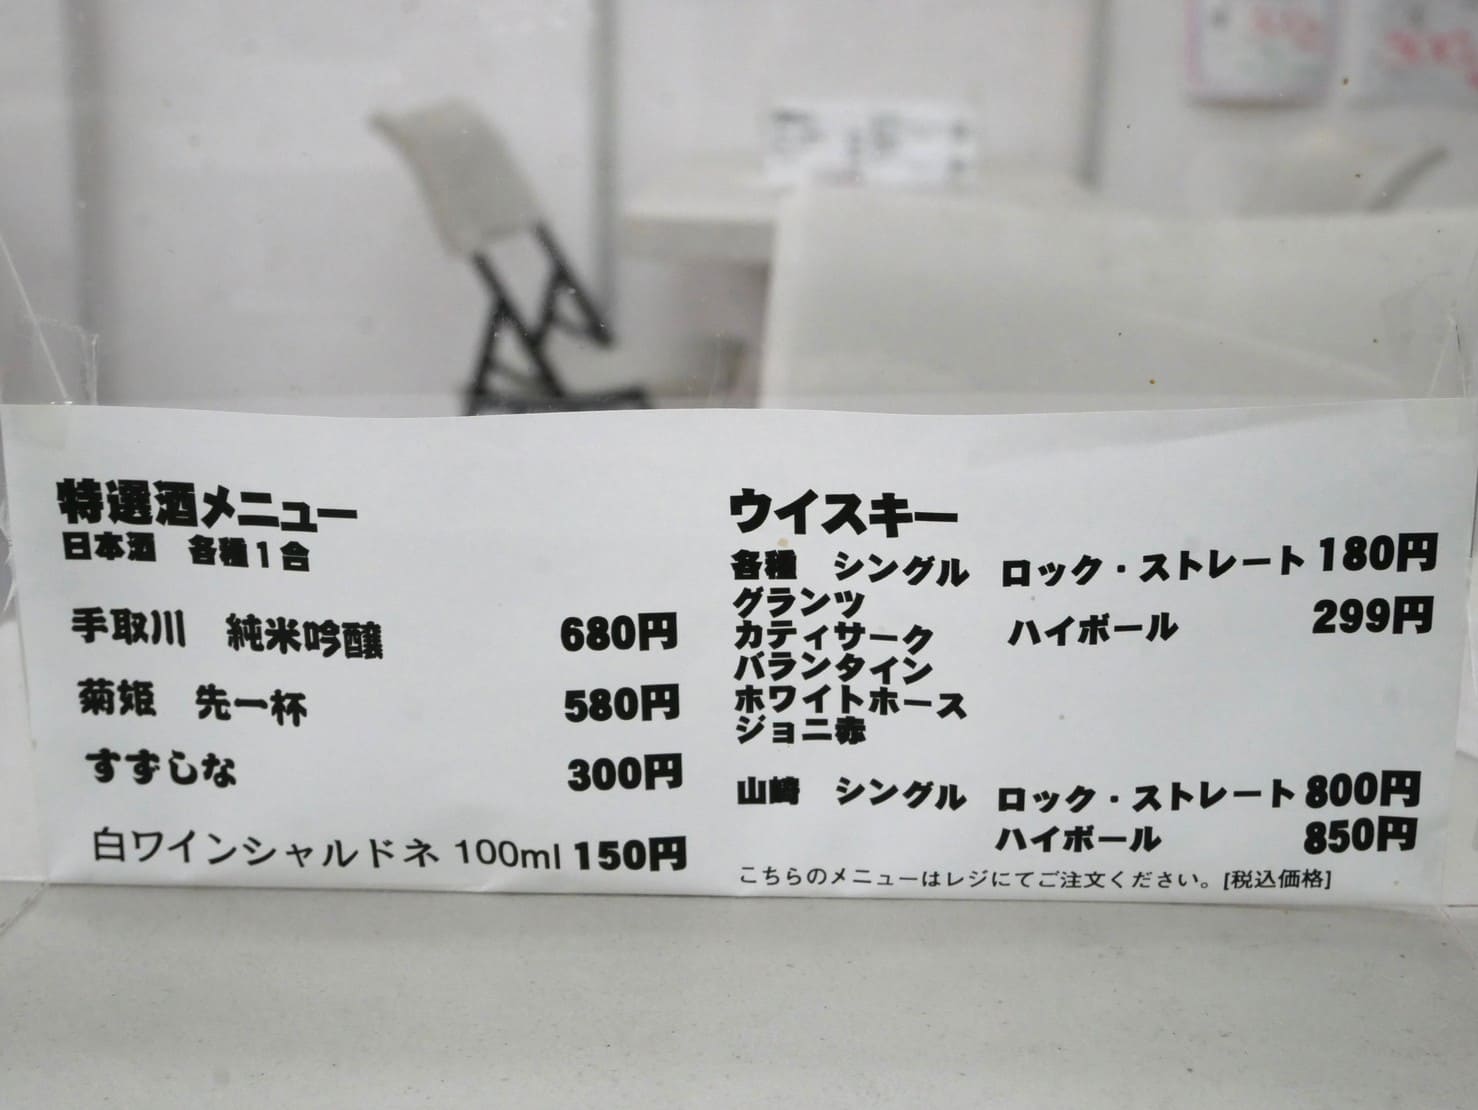 特選酒メニュー
日本酒 各種1合
手取川 純米吟醸 680円
菊姫 先一杯 580円
すずしな 300円
白ワインシャルドネ 100ml 150円
ウイスキー
各種 シングル ロック・ストレート 180円
グランツ
カティサーク ハイボール 299円
バランタイン
ホワイトホース
ジョニ赤
山崎 シングル ロック・ストレート 800円
ハイボール 850円
こちらのメニューはレジにてご注文ください。[税込価格]